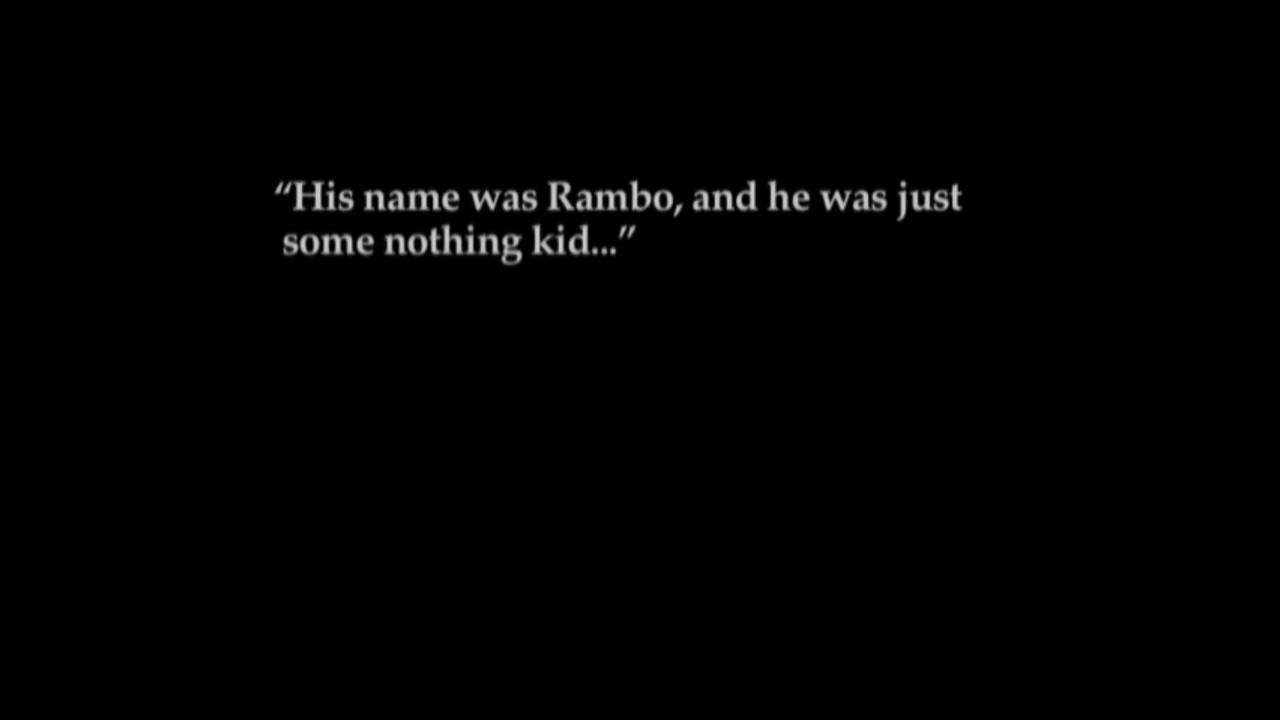 “His name was Rambo, and he was just
some nothing kid...”